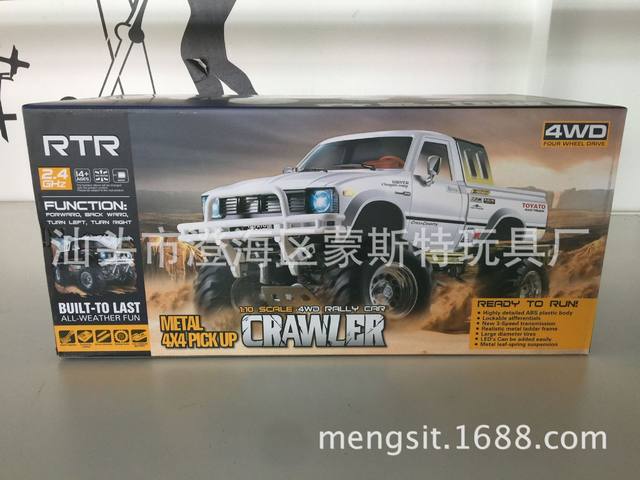 RTR
2.4
GHz
14+
AGES
FUNCTION:
FORWARD, BACK WARD,
TURN LEFT, TURN RIGHT
BUILT-TO LAST
ALL-WEATHER FUN
4WD
FOUR WHEEL DRIVE
TOYATO
汕头市澄海区蒙斯特玩具厂
1:10 SCALE 4WD RALLY CAR
METAL
4X4 PICK UP
CRAWLER
READY TO RUN!
• Highly detailed ABS plastic body
• Lockable afferentials
• New 3-Speed transmission
• Realistic metal ladder frame
• Large diameter tires
• LED's Can be added easily
• Metal leaf-spring suspension
mengsit.1688.com